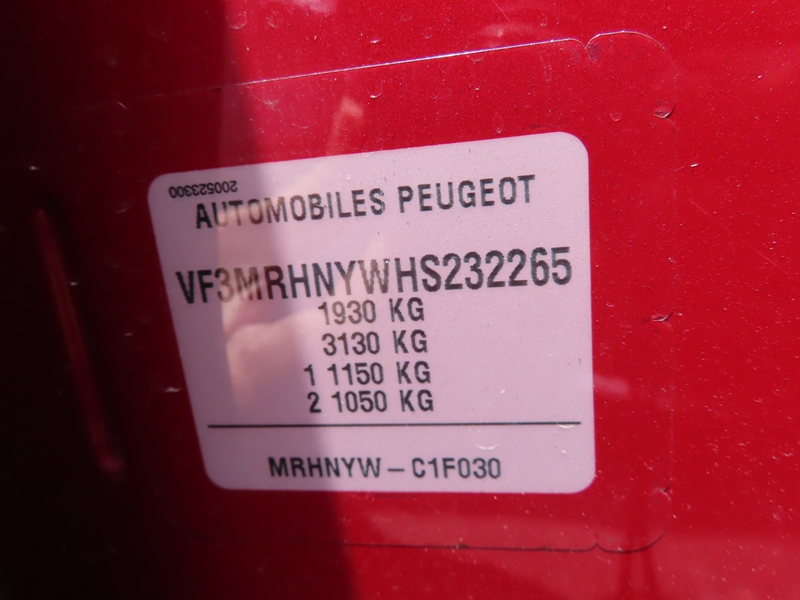 200523300
AUTOMOBILES PEUGEOT
VF3MRHNYWHS232265
1930 KG
3130 KG
1 1150 KG
2 1050 KG
MRHNYW – C1F030